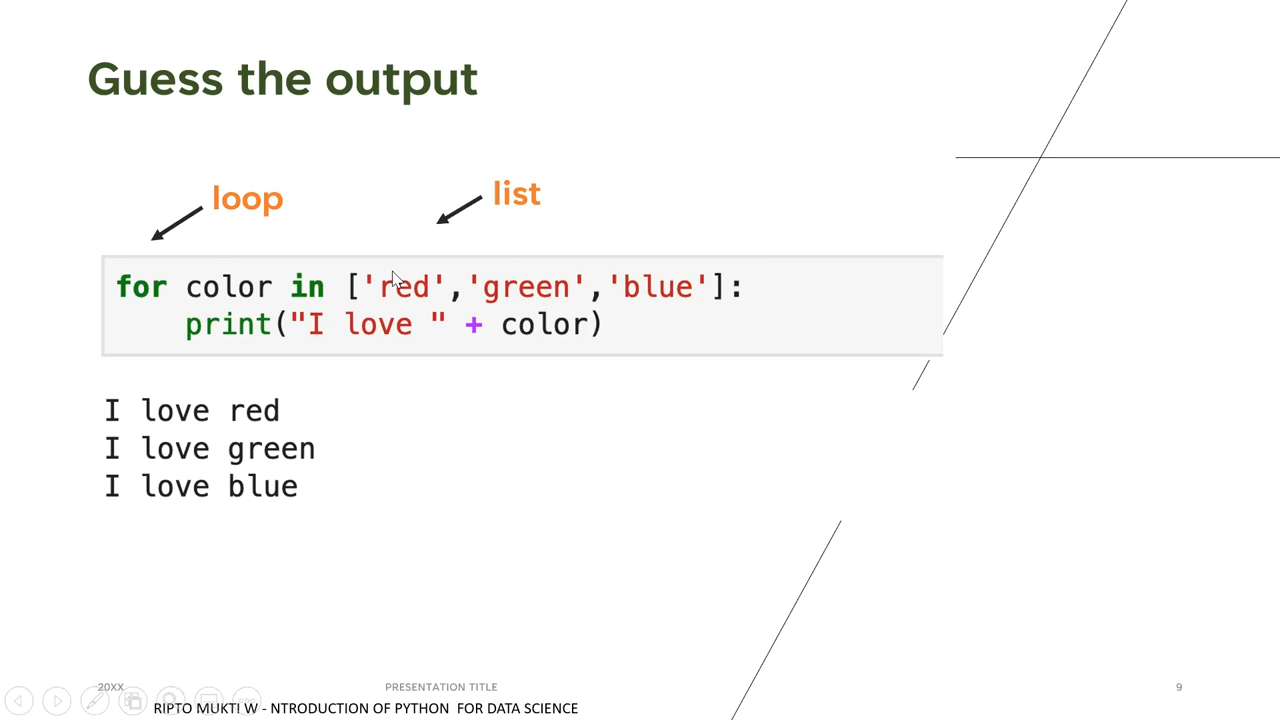 Guess the output
loop
list
for color in ['red','green','blue']:
print("I love " + color)
I love red
I love green
I love blue
20XX
PRESENTATION TITLE
9
RIPTO MUKTI W - NTRODUCTION OF PYTHON FOR DATA SCIENCE